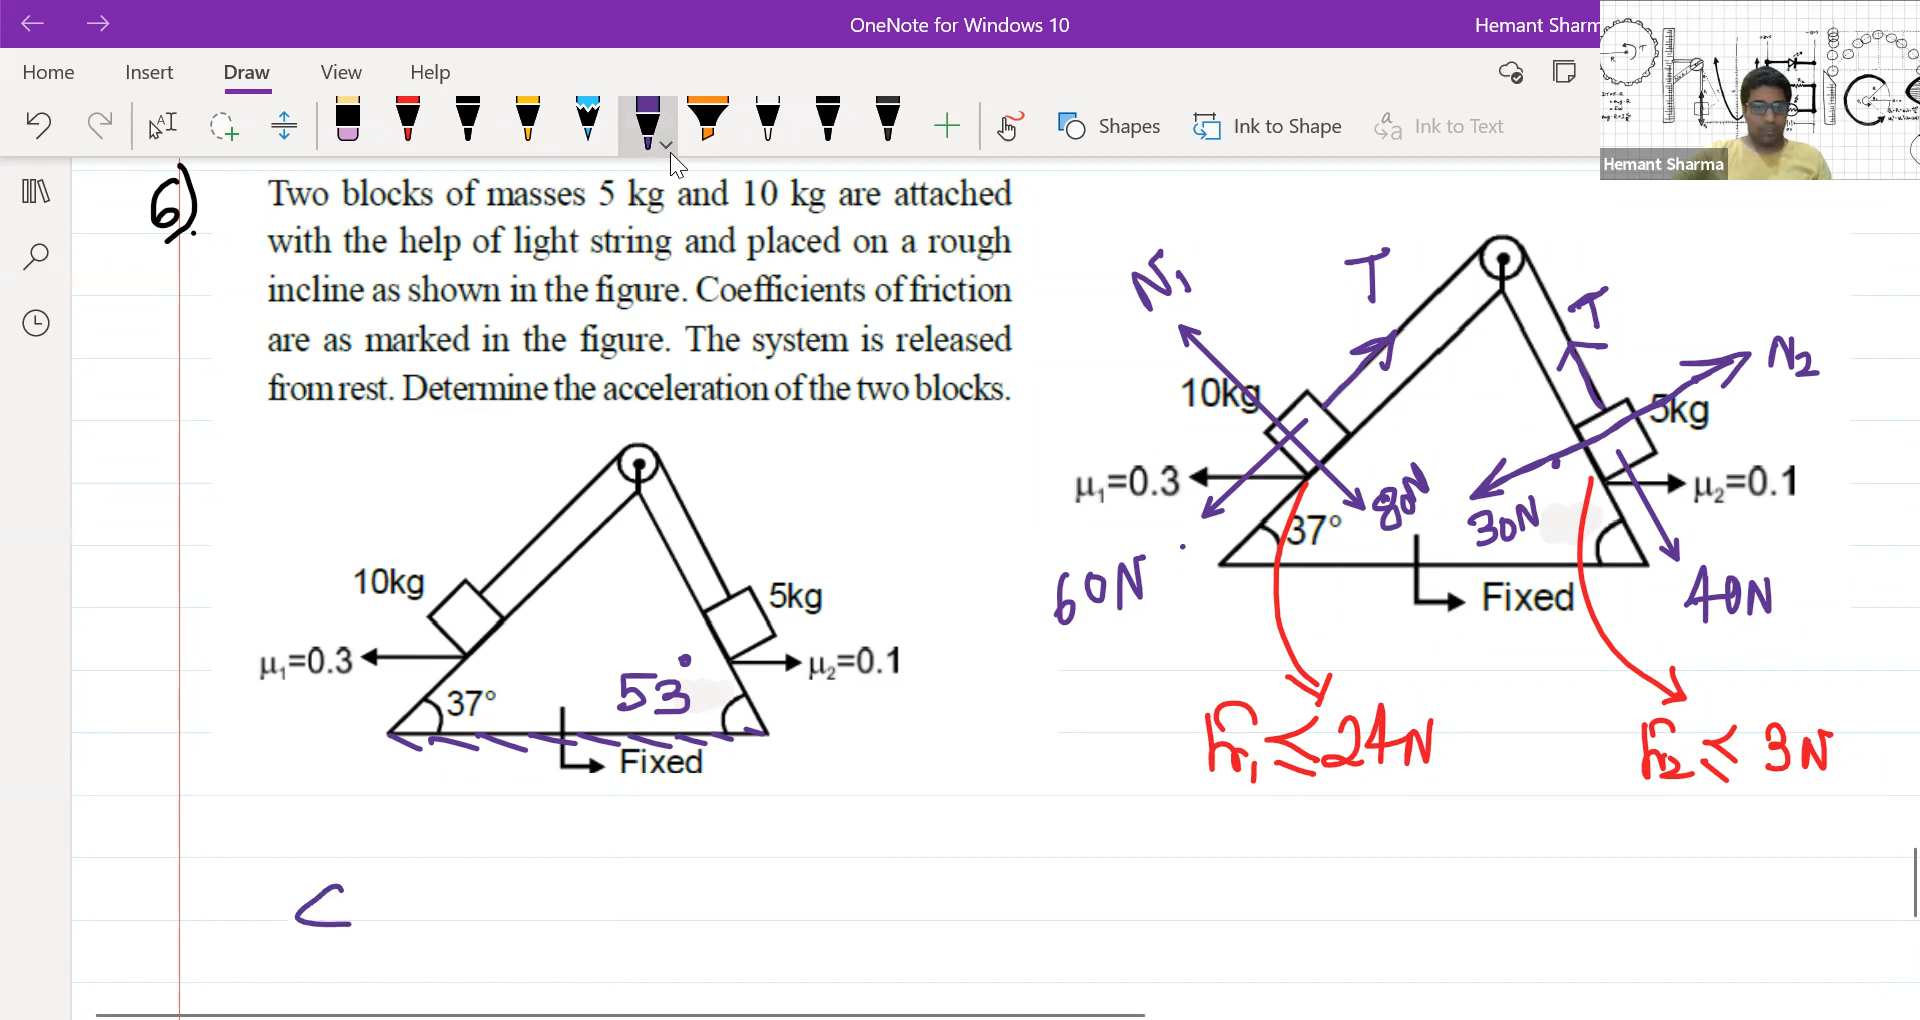 OneNote for Windows 10
Hemant Sharm
Home Insert Draw View Help
Shapes Ink to Shape Ink to Text
Hemant Sharma
6).
Two blocks of masses 5 kg and 10 kg are attached
with the help of light string and placed on a rough
incline as shown in the figure. Coefficients of friction
are as marked in the figure. The system is released
from rest. Determine the acceleration of the two blocks.
10kg
5kg
μ₁=0.3
μ₂=0.1
37°
53°
Fixed
N₁
T
T
N₂
10kg
5kg
μ₁=0.3
μ₂=0.1
80N
30N
37°
60N
40N
Fixed
fr₁ ≤ 24N
fr₂ ≤ 3N